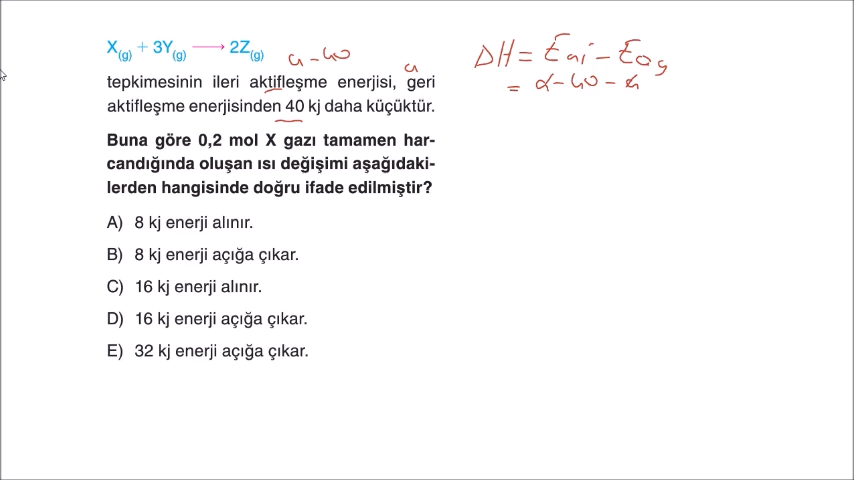 X(g) + 3Y(g) ⟶ 2Z(g)
a - 40
a
tepkimesinin ileri aktifleşme enerjisi, geri
aktifleşme enerjisinden 40 kj daha küçüktür.
Buna göre 0,2 mol X gazı tamamen har-
candığında oluşan ısı değişimi aşağıdaki-
lerden hangisinde doğru ifade edilmiştir?
A) 8 kj enerji alınır.
B) 8 kj enerji açığa çıkar.
C) 16 kj enerji alınır.
D) 16 kj enerji açığa çıkar.
E) 32 kj enerji açığa çıkar.
ΔH = Eai - Eag
= a - 40 - a